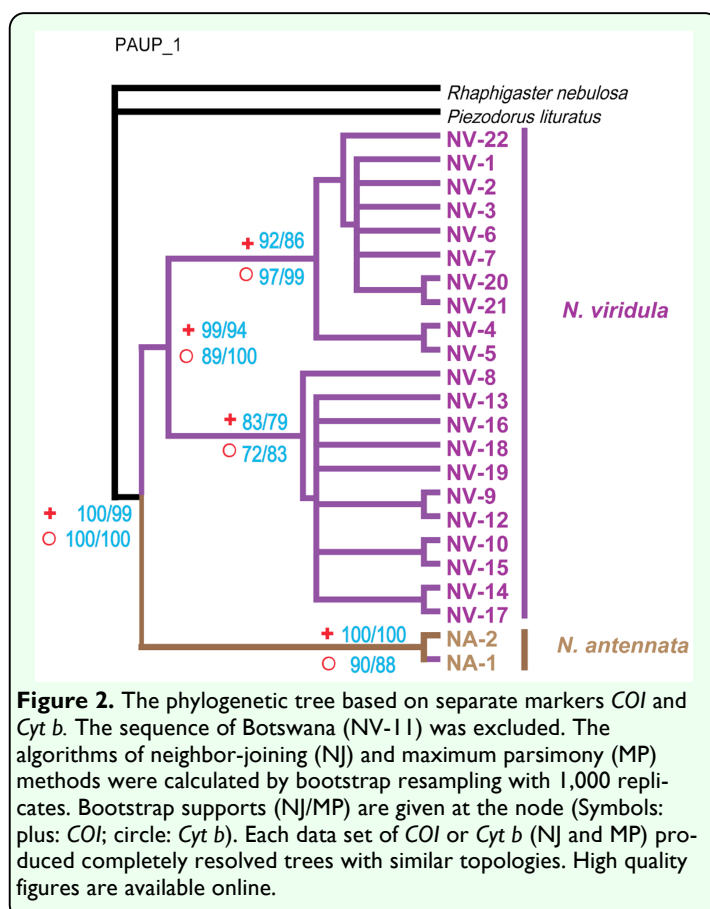 PAUP_1
Rhaphigaster nebulosa
Piezodorus lituratus
NV-22
NV-1
NV-2
NV-3
NV-6
NV-7
NV-20
NV-21
NV-4
NV-5
NV-8
NV-13
NV-16
NV-18
NV-19
NV-9
NV-12
NV-10
NV-15
NV-14
NV-17
NA-2
NA-1
N. viridula
N. antennata
+ 92/86
○ 97/99
+ 99/94
○ 89/100
+ 83/79
○ 72/83
+ 100/99
○ 100/100
+ 100/100
○ 90/88
Figure 2. The phylogenetic tree based on separate markers COI and
Cyt b. The sequence of Botswana (NV-11) was excluded. The
algorithms of neighbor-joining (NJ) and maximum parsimony (MP)
methods were calculated by bootstrap resampling with 1,000 repli-
cates. Bootstrap supports (NJ/MP) are given at the node (Symbols:
plus: COI; circle: Cyt b). Each data set of COI or Cyt b (NJ and MP) pro-
duced completely resolved trees with similar topologies. High quality
figures are available online.